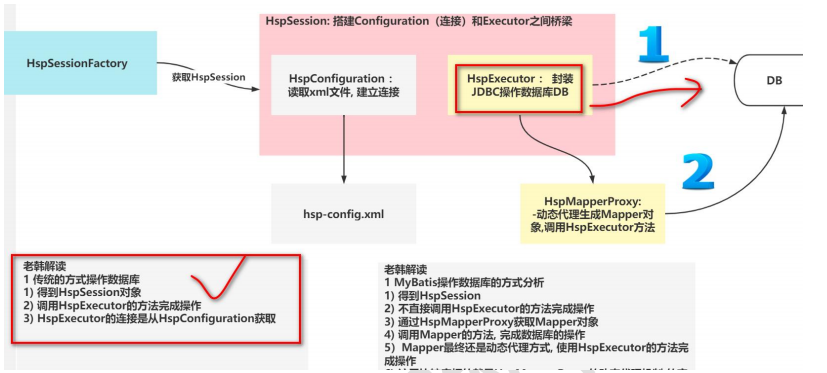 HspSession: 搭建Configuration（连接）和Executor之间桥梁
1
HspSessionFactory
获取HspSession
HspConfiguration：
读取xml文件, 建立连接
HspExecutor： 封装
JDBC操作数据库DB
DB
2
hsp-config.xml
HspMapperProxy:
-动态代理生成Mapper对
象,调用HspExecutor方法
老韩解读
1 传统的方式操作数据库
1) 得到HspSession对象
2) 调用HspExecutor的方法完成操作
3) HspExecutor的连接是从HspConfiguration获取
老韩解读
1 MyBatis操作数据库的方式分析
1) 得到HspSession
2) 不直接调用HspExecutor的方法完成操作
3) 通过HspMapperProxy获取Mapper对象
4) 调用Mapper的方法, 完成数据库的操作
5) Mapper最终还是动态代理方式, 使用HspExecutor的方法完
成操作